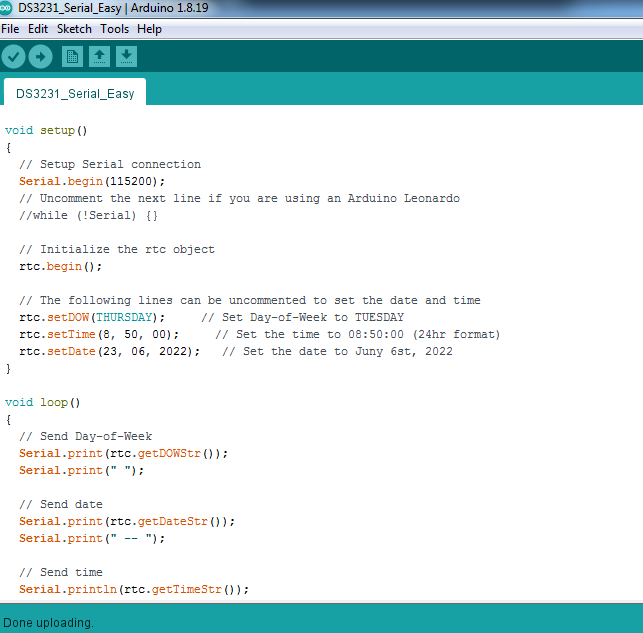 DS3231_Serial_Easy | Arduino 1.8.19
File Edit Sketch Tools Help
DS3231_Serial_Easy
void setup()
{
  // Setup Serial connection
  Serial.begin(115200);
  // Uncomment the next line if you are using an Arduino Leonardo
  //while (!Serial) {}

  // Initialize the rtc object
  rtc.begin();

  // The following lines can be uncommented to set the date and time
  rtc.setDOW(THURSDAY);     // Set Day-of-Week to TUESDAY
  rtc.setTime(8, 50, 00);     // Set the time to 08:50:00 (24hr format)
  rtc.setDate(23, 06, 2022);   // Set the date to Juny 6st, 2022
}

void loop()
{
  // Send Day-of-Week
  Serial.print(rtc.getDOWStr());
  Serial.print(" ");

  // Send date
  Serial.print(rtc.getDateStr());
  Serial.print(" -- ");

  // Send time
  Serial.println(rtc.getTimeStr());
Done uploading.